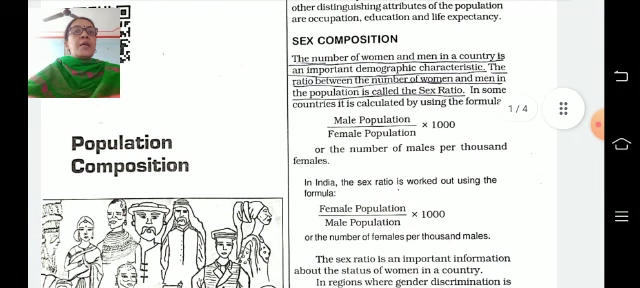 other distinguishing attributes of the population
are occupation, education and life expectancy.
SEX COMPOSITION
The number of women and men in a country is
an important demographic characteristic. The
ratio between the number of women and men in
the population is called the Sex Ratio. In some
countries it is calculated by using the formula
1/4
Male Population
Female Population
× 1000
or the number of males per thousand
females.
In India, the sex ratio is worked out using the
formula:
Female Population
Male Population
× 1000
or the number of females per thousand males.
The sex ratio is an important information
about the status of women in a country.
In regions where gender discrimination is
Population
Composition